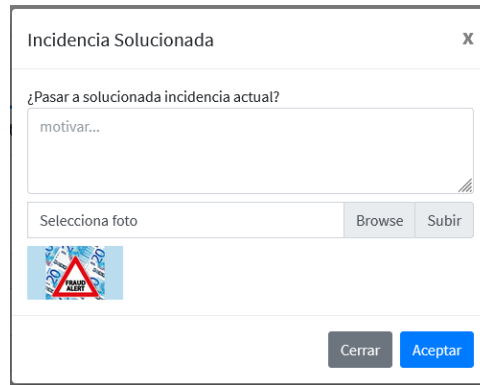 Incidencia Solucionada x
¿Pasar a solucionada incidencia actual?
motivar...
Selecciona foto Browse Subir
FRAUD
ALERT
Cerrar Aceptar